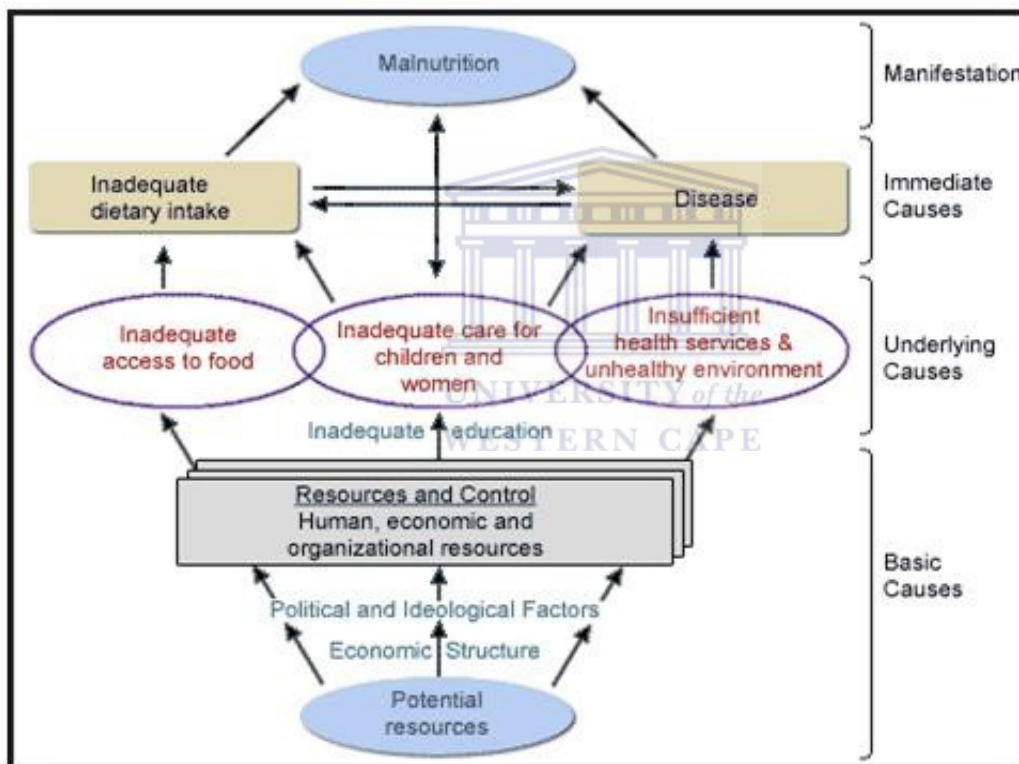 Malnutrition
Manifestation
Inadequate
dietary intake
Disease
Immediate
Causes
Inadequate
access to food
Inadequate care for
children and
women
Insufficient
health services &
unhealthy environment
Underlying
Causes
UNIVERSITY of the
WESTERN CAPE
Inadequate education
Resources and Control
Human, economic and
organizational resources
Basic
Causes
Political and Ideological Factors
Economic Structure
Potential
resources